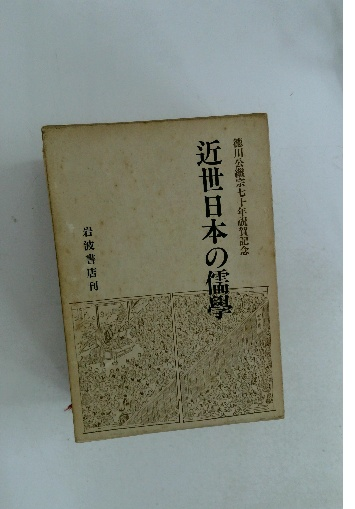 徳川公繼宗七十年祝賀記念
近世日本の儒學
岩波書店刊